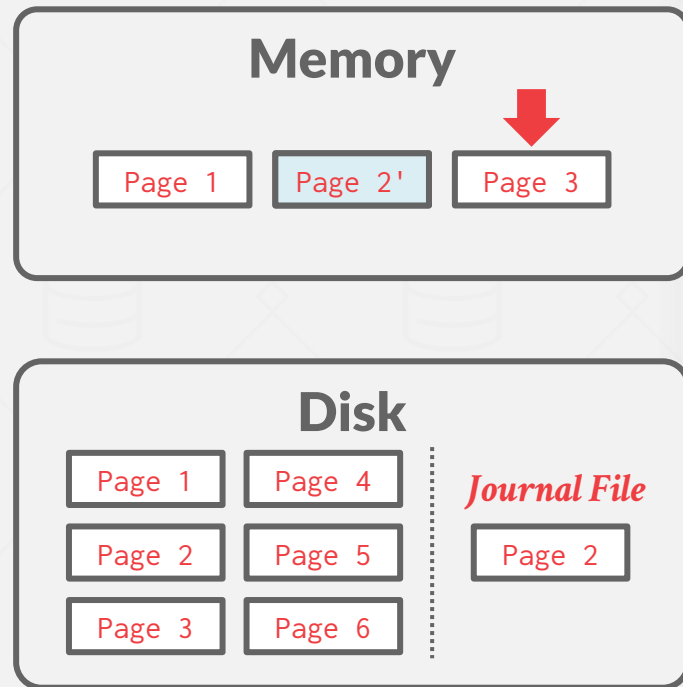 Memory
Page 1 Page 2' Page 3
Disk
Page 1 Page 4
Journal File
Page 2 Page 5 Page 2
Page 3 Page 6